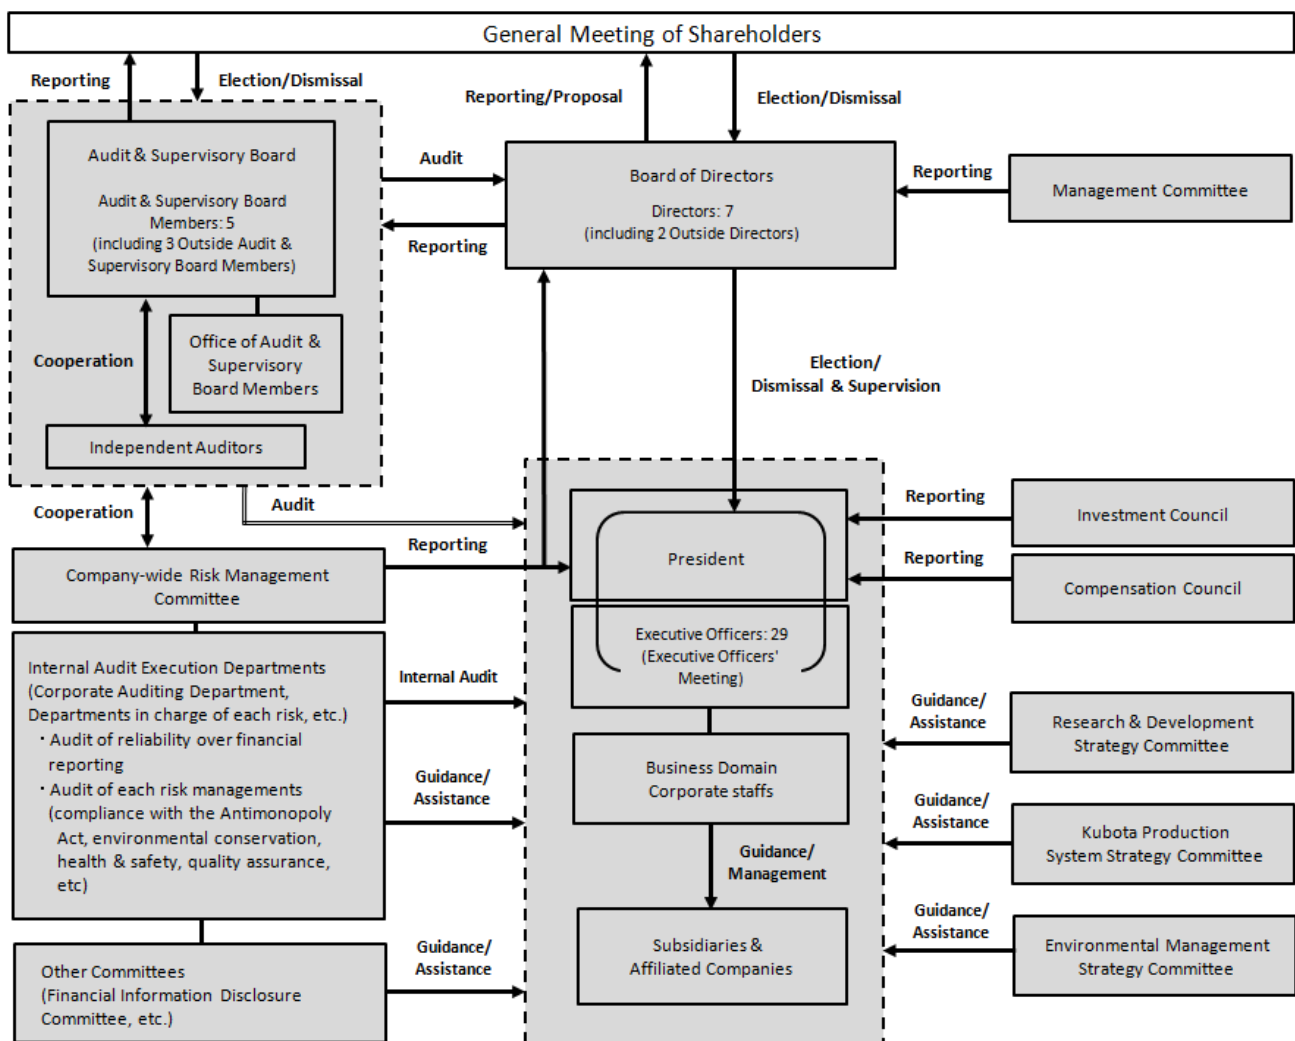 General Meeting of Shareholders
Reporting
Election/Dismissal
Reporting/Proposal
Election/Dismissal
Audit & Supervisory Board
Audit & Supervisory Board
Members: 5
(including 3 Outside Audit &
Supervisory Board Members)
Audit
Reporting
Board of Directors
Directors: 7
(including 2 Outside Directors)
Reporting
Management Committee
Cooperation
Office of Audit &
Supervisory
Board Members
Independent Auditors
Election/
Dismissal & Supervision
Cooperation
Audit
Reporting
Company-wide Risk Management
Committee
President
Reporting
Investment Council
Reporting
Compensation Council
Executive Officers: 29
(Executive Officers'
Meeting)
Internal Audit Execution Departments
(Corporate Auditing Department,
Departments in charge of each risk, etc.)
・Audit of reliability over financial
reporting
・Audit of each risk managements
(compliance with the Antimonopoly
Act, environmental conservation,
health & safety, quality assurance,
etc)
Internal Audit
Guidance/
Assistance
Business Domain
Corporate staffs
Guidance/
Management
Subsidiaries &
Affiliated Companies
Guidance/
Assistance
Research & Development
Strategy Committee
Guidance/
Assistance
Kubota Production
System Strategy Committee
Guidance/
Assistance
Environmental Management
Strategy Committee
Other Committees
(Financial Information Disclosure
Committee, etc.)
Guidance/
Assistance